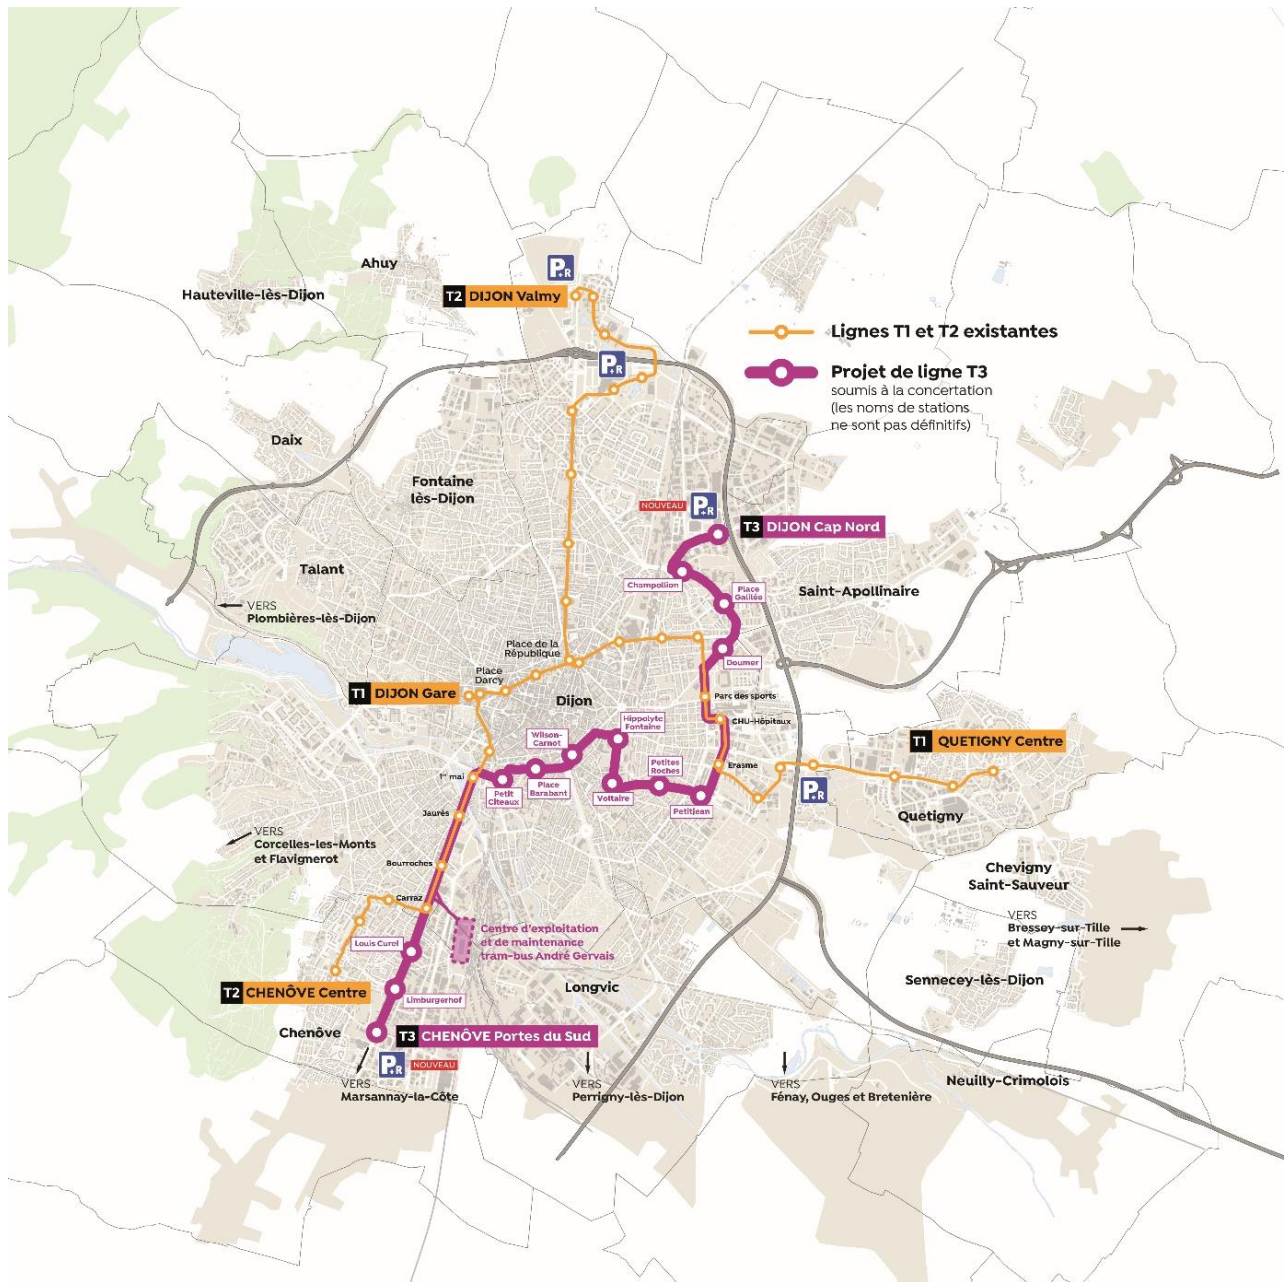 Ahuy
Hauteville-lès-Dijon
P+R
T2 DIJON Valmy
P+R
Lignes T1 et T2 existantes
Projet de ligne T3
soumis à la concertation
(les noms de stations
ne sont pas définitifs)
Daix
Fontaine
lès-Dijon
NOUVEAU
P+R
T3 DIJON Cap Nord
Talant
Champollion
Place
Galilée
Saint-Apollinaire
VERS
Plombières-lès-Dijon
Place de la
République
Doumer
Place
Darcy
T1 DIJON Gare
Dijon
Parc des sports
CHU-Hôpitaux
Hippolyte
Fontaine
Wilson-
Carnot
T1 QUETIGNY Centre
Petites
Roches
Erasme
1er mai
Petit
Cîteaux
Place
Barabant
Voltaire
Petitjean
P+R
Jaurès
Quetigny
VERS
Corcelles-les-Monts
et Flavignerot
Bourroches
Chevigny
Saint-Sauveur
Carraz
VERS
Bressey-sur-Tille
et Magny-sur-Tille
Centre d'exploitation
et de maintenance
tram-bus André Gervais
Louis Curel
Sennecey-lès-Dijon
T2 CHENÔVE Centre
Limburgerhof
Longvic
Chenôve
T3 CHENÔVE Portes du Sud
P+R
NOUVEAU
VERS
Marsannay-la-Côte
VERS
Perrigny-lès-Dijon
VERS
Fénay, Ouges et Bretenière
Neuilly-Crimolois